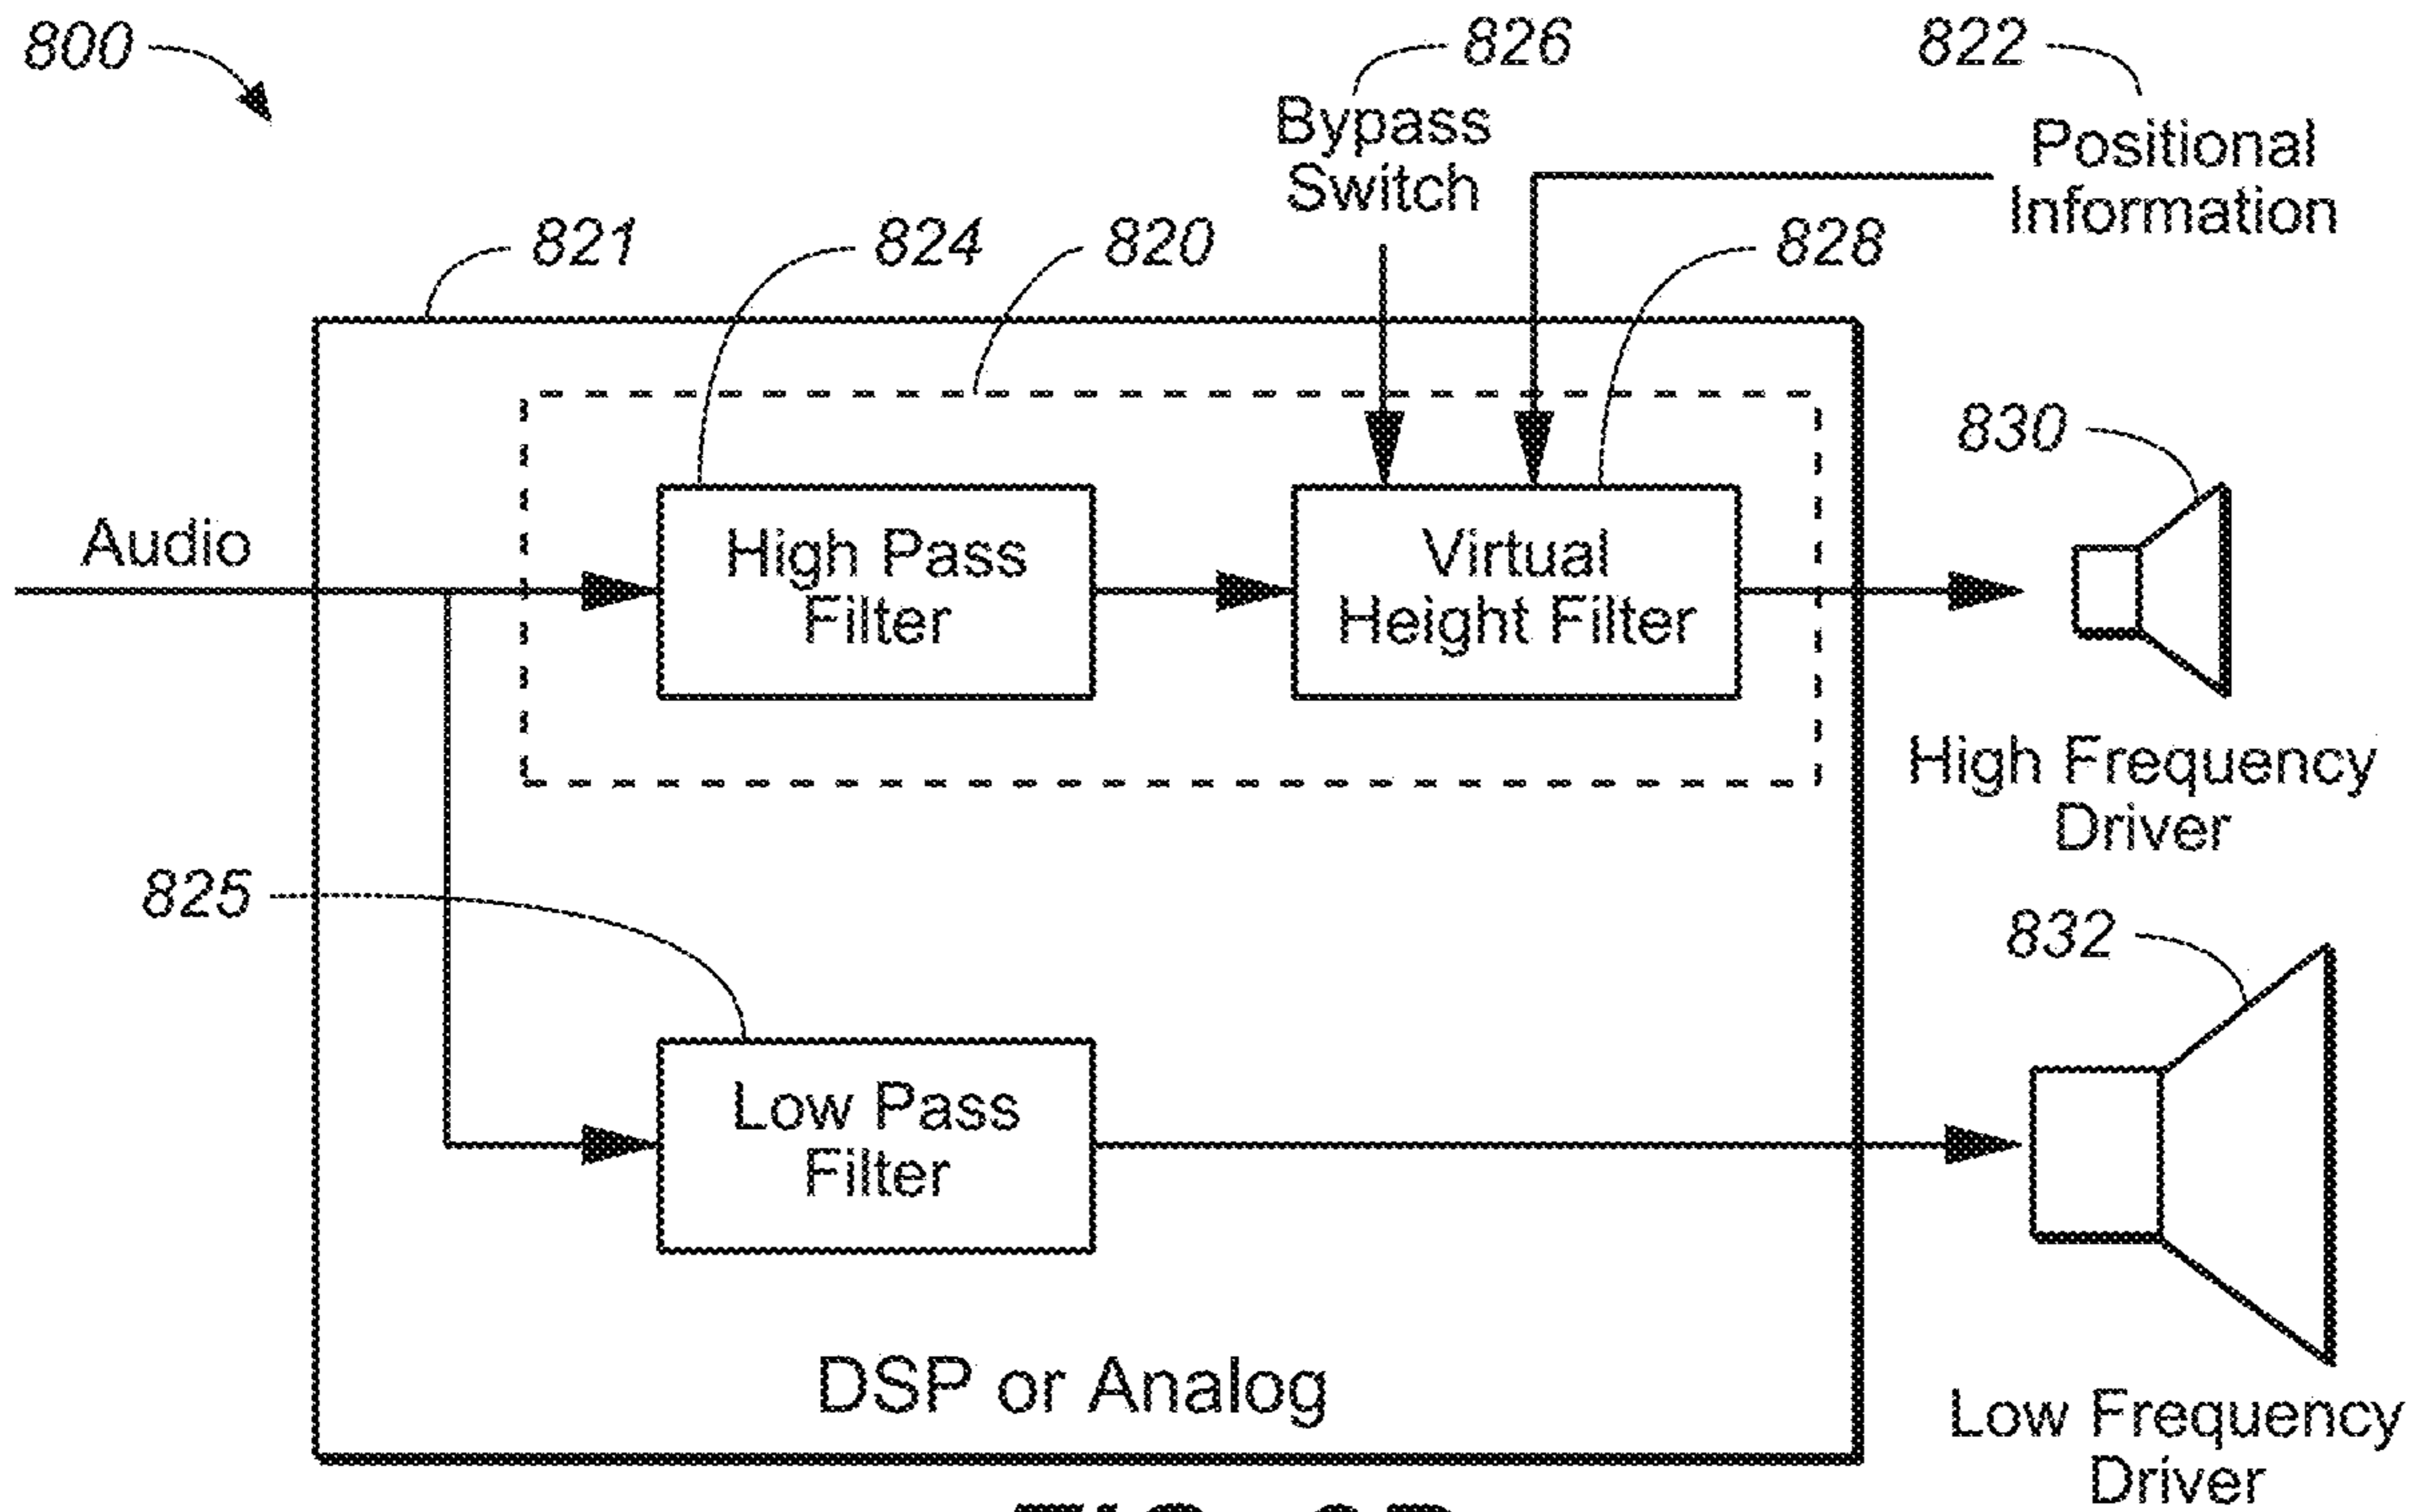 800
826
822
Bypass
Switch
Positional
Information
821
824
820
828
830
Audio
High Pass
Filter
Virtual
Height Filter
High Frequency
Driver
825
832
Low Pass
Filter
DSP or Analog
Low Frequency
Driver